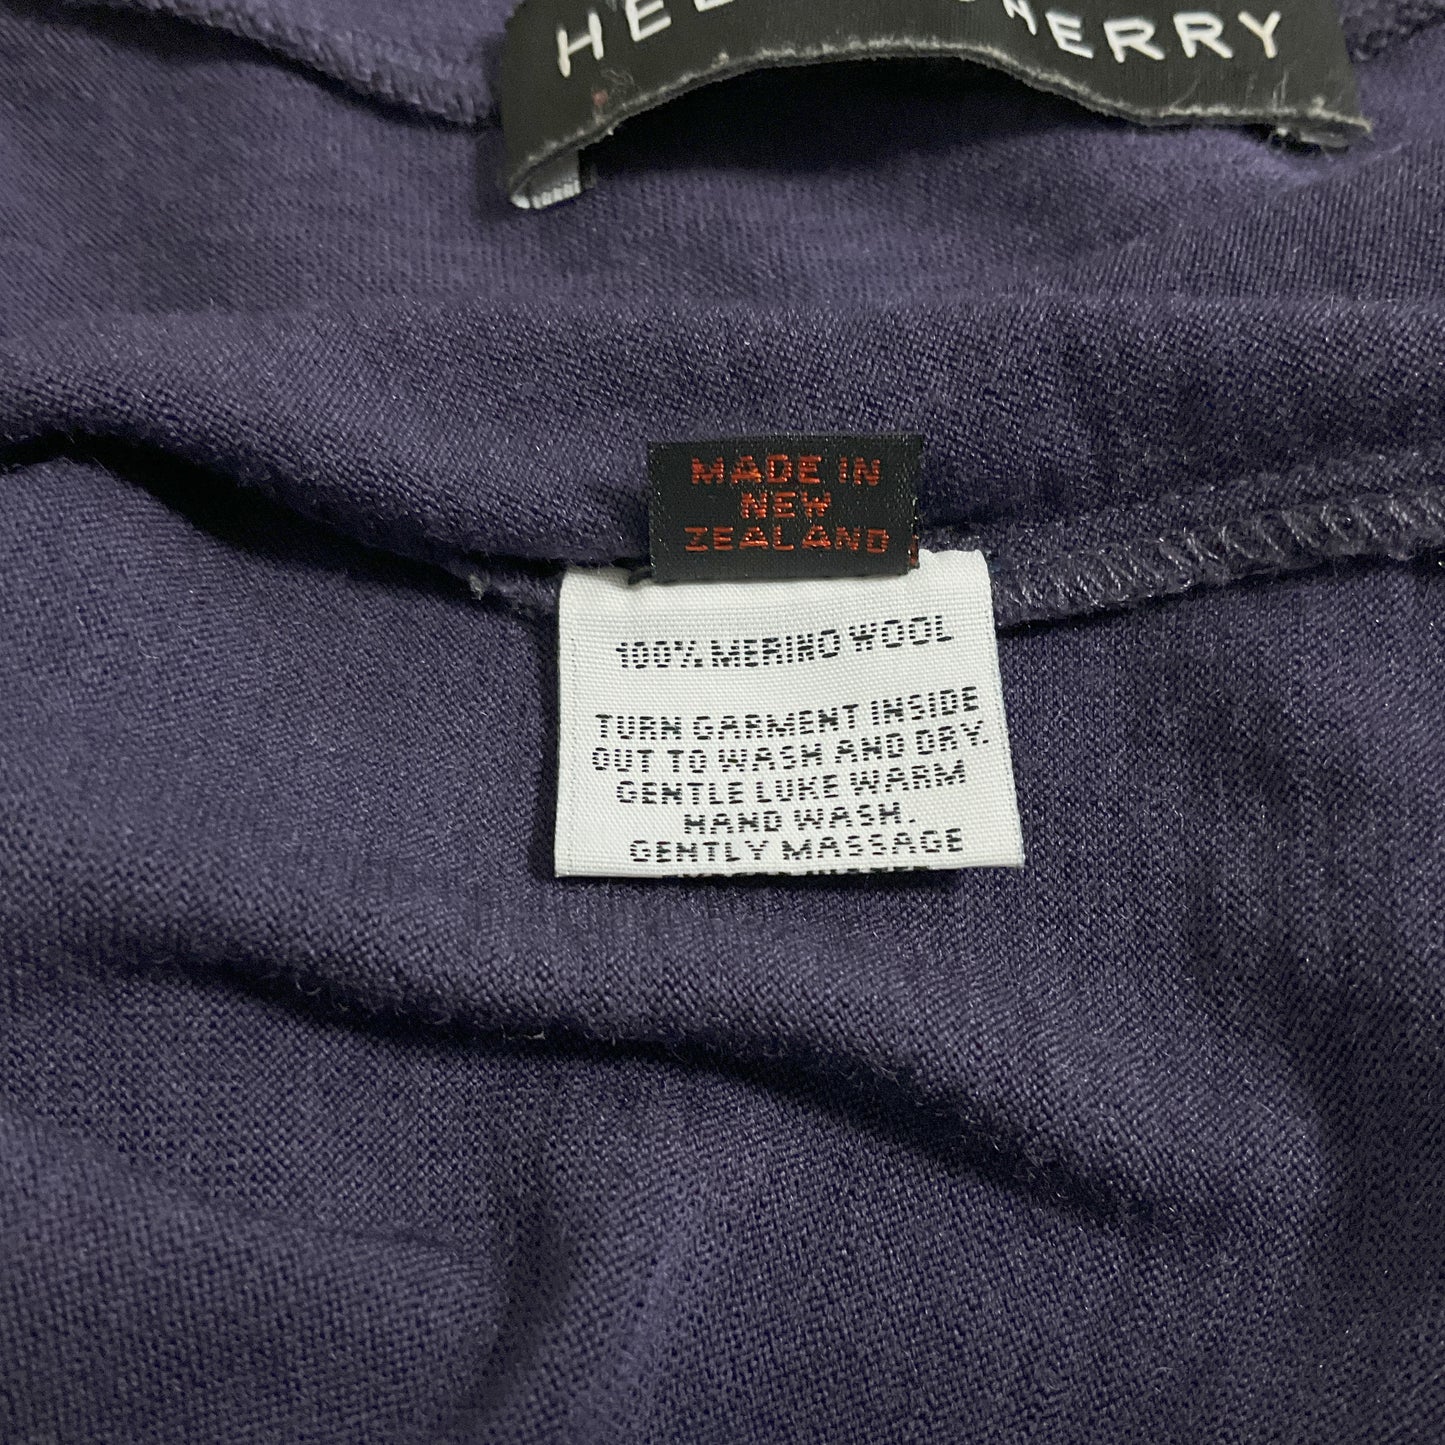 MADE IN
NEW
ZEALAND
100% MERINO WOOL
TURN GARMENT INSIDE
OUT TO WASH AND DRY.
GENTLE LUKE WARM
HAND WASH.
GENTLY MASSAGE